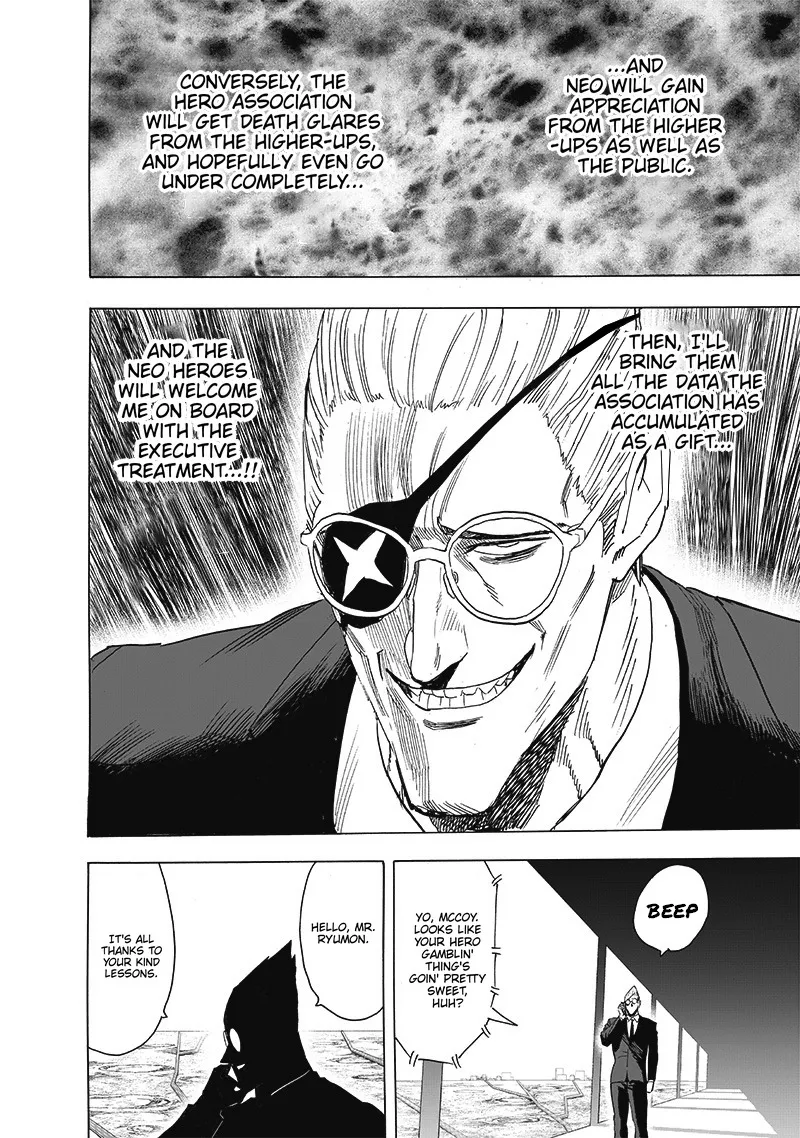 ...AND
NEO WILL GAIN
APPRECIATION
FROM THE HIGHER
-UPS AS WELL AS
THE PUBLIC.
CONVERSELY, THE
HERO ASSOCIATION
WILL GET DEATH GLARES
FROM THE HIGHER-UPS,
AND HOPEFULLY EVEN GO
UNDER COMPLETELY...
THEN, I'LL
BRING THEM
ALL THE DATA THE
ASSOCIATION HAS
ACCUMULATED
AS A GIFT...
AND THE
NEO HEROES
WILL WELCOME
ME ON BOARD
WITH THE
EXECUTIVE
TREATMENT...!!
BEEP
YO, MCCOY.
LOOKS LIKE
YOUR HERO
GAMBLIN'
THING'S
GOIN' PRETTY
SWEET,
HUH?
HELLO, MR.
RYUMON.
IT'S ALL
THANKS TO
YOUR KIND
LESSONS.